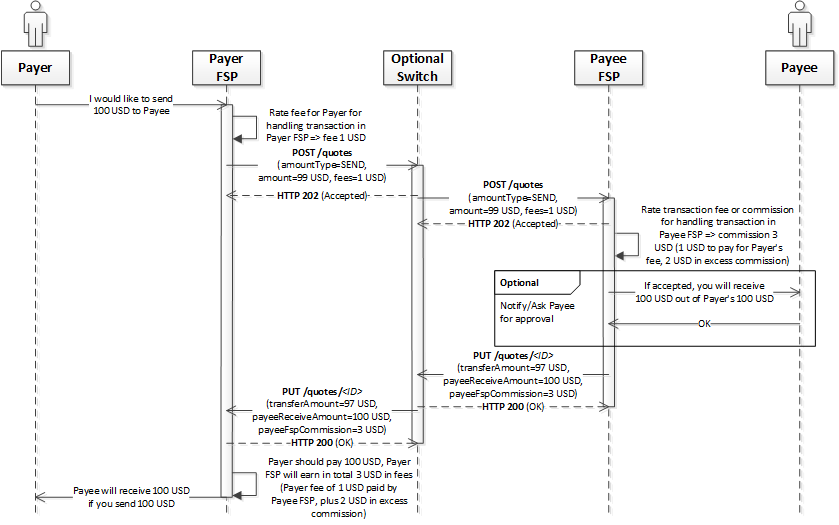 Payer
Payer
FSP
Optional
Switch
Payee
FSP
Payee
I would like to send
100 USD to Payee
Rate fee for Payer for
handling transaction in
Payer FSP => fee 1 USD
POST /quotes
(amountType=SEND,
amount=99 USD, fees=1 USD)
HTTP 202 (Accepted)
POST /quotes
(amountType=SEND,
amount=99 USD, fees=1 USD)
HTTP 202 (Accepted)
Rate transaction fee or commission
for handling transaction in
Payee FSP => commission 3
USD (1 USD to pay for Payer's
fee, 2 USD in excess commission)
Optional
Notify/Ask Payee
for approval
If accepted, you will receive
100 USD out of Payer's 100 USD
OK
PUT /quotes/<ID>
(transferAmount=97 USD,
payeeReceiveAmount=100 USD,
payeeFspCommission=3 USD)
HTTP 200 (OK)
PUT /quotes/<ID>
(transferAmount=97 USD,
payeeReceiveAmount=100 USD,
payeeFspCommission=3 USD)
HTTP 200 (OK)
Payer should pay 100 USD, Payer
FSP will earn in total 3 USD in fees
(Payer fee of 1 USD paid by
Payee FSP, plus 2 USD in excess
commission)
Payee will receive 100 USD
if you send 100 USD